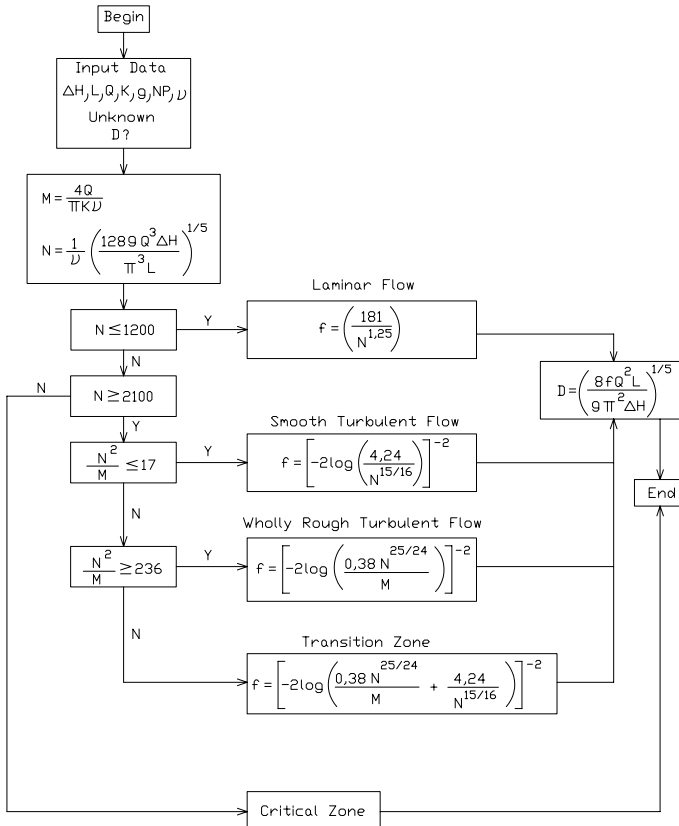 Begin
Input Data
ΔH,L,Q,K,g,NP,ν
Unknown
D?
M = 4Q / πKν
N = 1/ν (128gQ^3ΔH / π^3 L)^1/5
Laminar Flow
N ≤ 1200
Y
f = (181 / N^1,25)
N
N
N ≥ 2100
D = (8fQ^2L / gπ^2ΔH)^1/5
Y
Smooth Turbulent Flow
N^2 / M ≤ 17
Y
f = [-2log(4,24 / N^15/16)]^-2
End
N
Wholly Rough Turbulent Flow
N^2 / M ≥ 236
Y
f = [-2log(0,38 N^25/24 / M)]^-2
N
Transition Zone
f = [-2log(0,38 N^25/24 / M + 4,24 / N^15/16)]^-2
Critical Zone